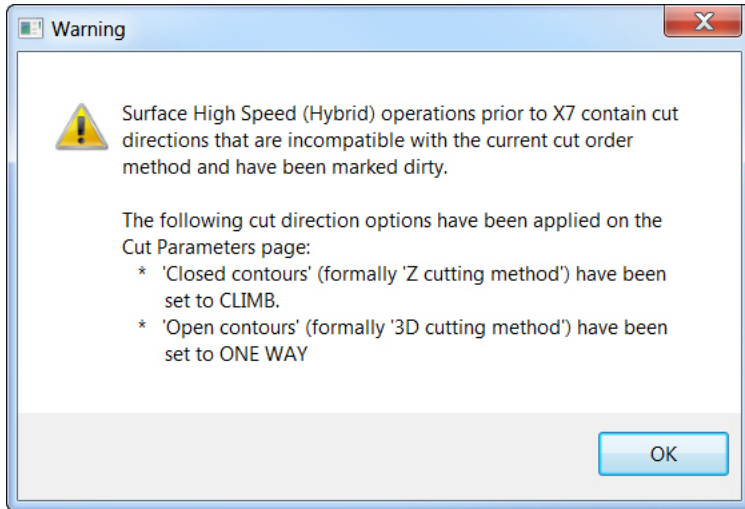 Warning
Surface High Speed (Hybrid) operations prior to X7 contain cut
directions that are incompatible with the current cut order
method and have been marked dirty.
The following cut direction options have been applied on the
Cut Parameters page:
* 'Closed contours' (formally 'Z cutting method') have been
set to CLIMB.
* 'Open contours' (formally '3D cutting method') have been
set to ONE WAY
OK